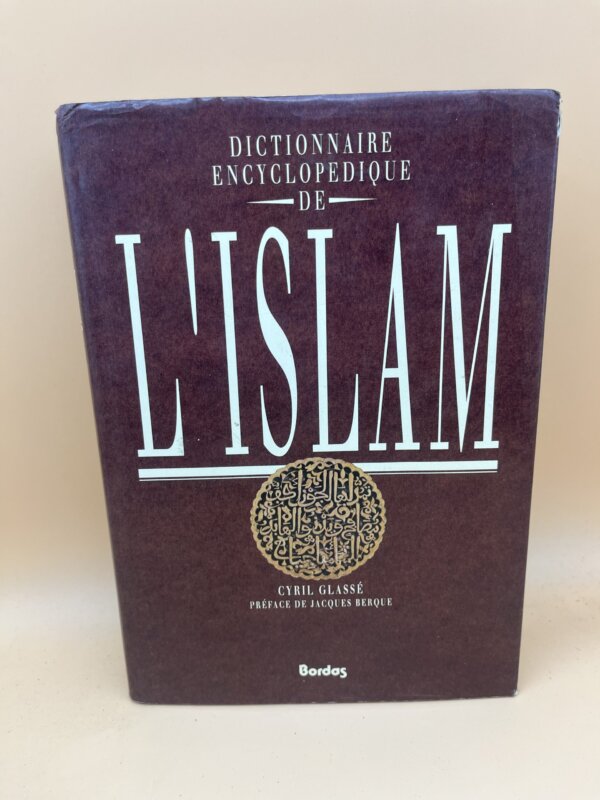 DICTIONNAIRE
ENCYCLOPEDIQUE
DE
L'ISLAM
CYRIL GLASSÉ
PRÉFACE DE JACQUES BERQUE
Bordas